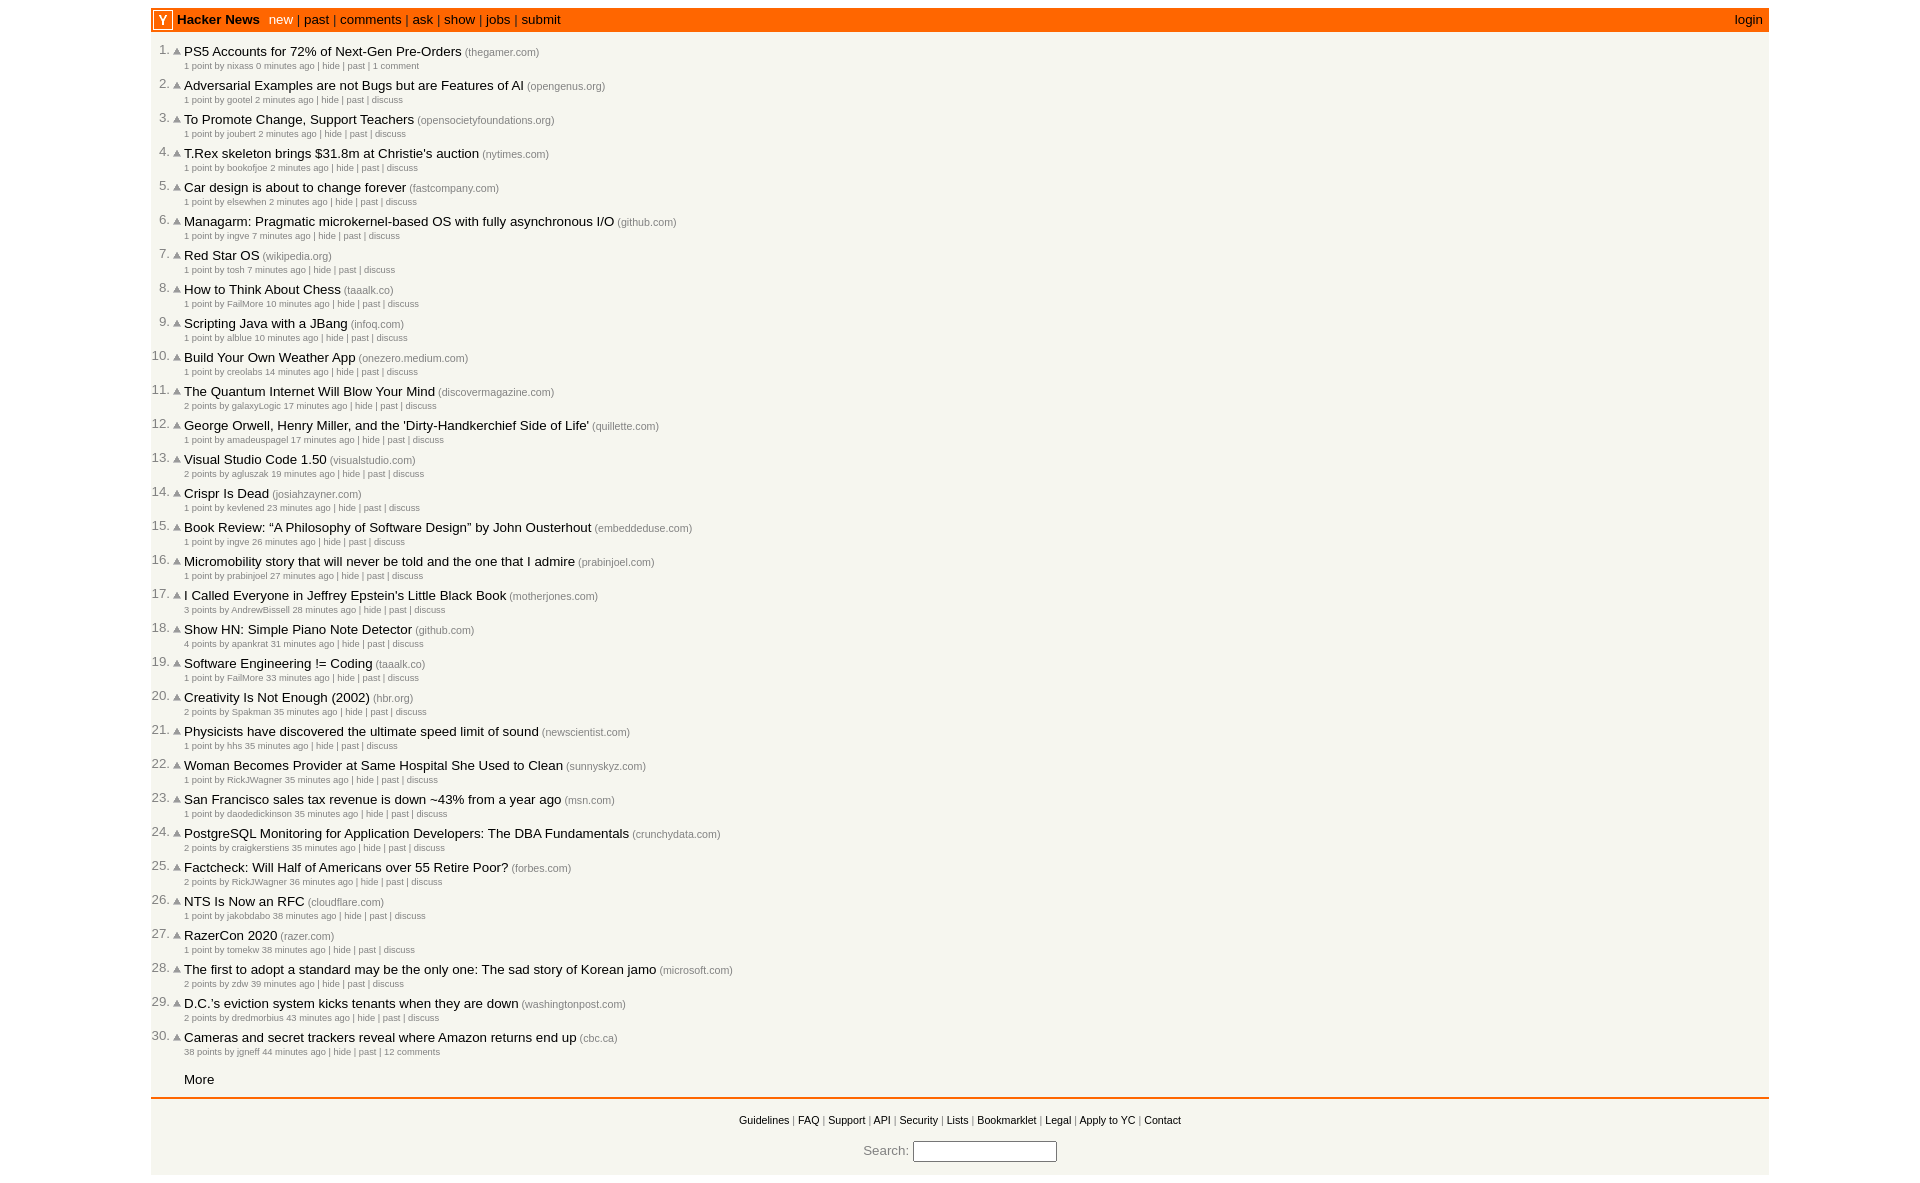 Y Hacker News new | past | comments | ask | show | jobs | submit login
1. PS5 Accounts for 72% of Next-Gen Pre-Orders (thegamer.com)
1 point by nixass 0 minutes ago | hide | past | 1 comment
2. Adversarial Examples are not Bugs but are Features of AI (opengenus.org)
1 point by gootel 2 minutes ago | hide | past | discuss
3. To Promote Change, Support Teachers (opensocietyfoundations.org)
1 point by joubert 2 minutes ago | hide | past | discuss
4. T.Rex skeleton brings $31.8m at Christie's auction (nytimes.com)
1 point by bookofjoe 2 minutes ago | hide | past | discuss
5. Car design is about to change forever (fastcompany.com)
1 point by elsewhen 2 minutes ago | hide | past | discuss
6. Managarm: Pragmatic microkernel-based OS with fully asynchronous I/O (github.com)
1 point by ingve 7 minutes ago | hide | past | discuss
7. Red Star OS (wikipedia.org)
1 point by tosh 7 minutes ago | hide | past | discuss
8. How to Think About Chess (taaalk.co)
1 point by FailMore 10 minutes ago | hide | past | discuss
9. Scripting Java with a JBang (infoq.com)
1 point by alblue 10 minutes ago | hide | past | discuss
10. Build Your Own Weather App (onezero.medium.com)
1 point by creolabs 14 minutes ago | hide | past | discuss
11. The Quantum Internet Will Blow Your Mind (discovermagazine.com)
2 points by galaxyLogic 17 minutes ago | hide | past | discuss
12. George Orwell, Henry Miller, and the 'Dirty-Handkerchief Side of Life' (quillette.com)
1 point by amadeuspagel 17 minutes ago | hide | past | discuss
13. Visual Studio Code 1.50 (visualstudio.com)
2 points by agluszak 19 minutes ago | hide | past | discuss
14. Crispr Is Dead (josiahzayner.com)
1 point by kevlened 23 minutes ago | hide | past | discuss
15. Book Review: “A Philosophy of Software Design” by John Ousterhout (embeddeduse.com)
1 point by ingve 26 minutes ago | hide | past | discuss
16. Micromobility story that will never be told and the one that I admire (prabinjoel.com)
1 point by prabinjoel 27 minutes ago | hide | past | discuss
17. I Called Everyone in Jeffrey Epstein's Little Black Book (motherjones.com)
3 points by AndrewBissell 28 minutes ago | hide | past | discuss
18. Show HN: Simple Piano Note Detector (github.com)
4 points by apankrat 31 minutes ago | hide | past | discuss
19. Software Engineering != Coding (taaalk.co)
1 point by FailMore 33 minutes ago | hide | past | discuss
20. Creativity Is Not Enough (2002) (hbr.org)
2 points by Spakman 35 minutes ago | hide | past | discuss
21. Physicists have discovered the ultimate speed limit of sound (newscientist.com)
1 point by hhs 35 minutes ago | hide | past | discuss
22. Woman Becomes Provider at Same Hospital She Used to Clean (sunnyskyz.com)
1 point by RickJWagner 35 minutes ago | hide | past | discuss
23. San Francisco sales tax revenue is down ~43% from a year ago (msn.com)
1 point by daodedickinson 35 minutes ago | hide | past | discuss
24. PostgreSQL Monitoring for Application Developers: The DBA Fundamentals (crunchydata.com)
2 points by craigkerstiens 35 minutes ago | hide | past | discuss
25. Factcheck: Will Half of Americans over 55 Retire Poor? (forbes.com)
2 points by RickJWagner 36 minutes ago | hide | past | discuss
26. NTS Is Now an RFC (cloudflare.com)
1 point by jakobdabo 38 minutes ago | hide | past | discuss
27. RazerCon 2020 (razer.com)
1 point by tomekw 38 minutes ago | hide | past | discuss
28. The first to adopt a standard may be the only one: The sad story of Korean jamo (microsoft.com)
2 points by zdw 39 minutes ago | hide | past | discuss
29. D.C.’s eviction system kicks tenants when they are down (washingtonpost.com)
2 points by dredmorbius 43 minutes ago | hide | past | discuss
30. Cameras and secret trackers reveal where Amazon returns end up (cbc.ca)
38 points by jgneff 44 minutes ago | hide | past | 12 comments
More
Guidelines | FAQ | Support | API | Security | Lists | Bookmarklet | Legal | Apply to YC | Contact
Search: